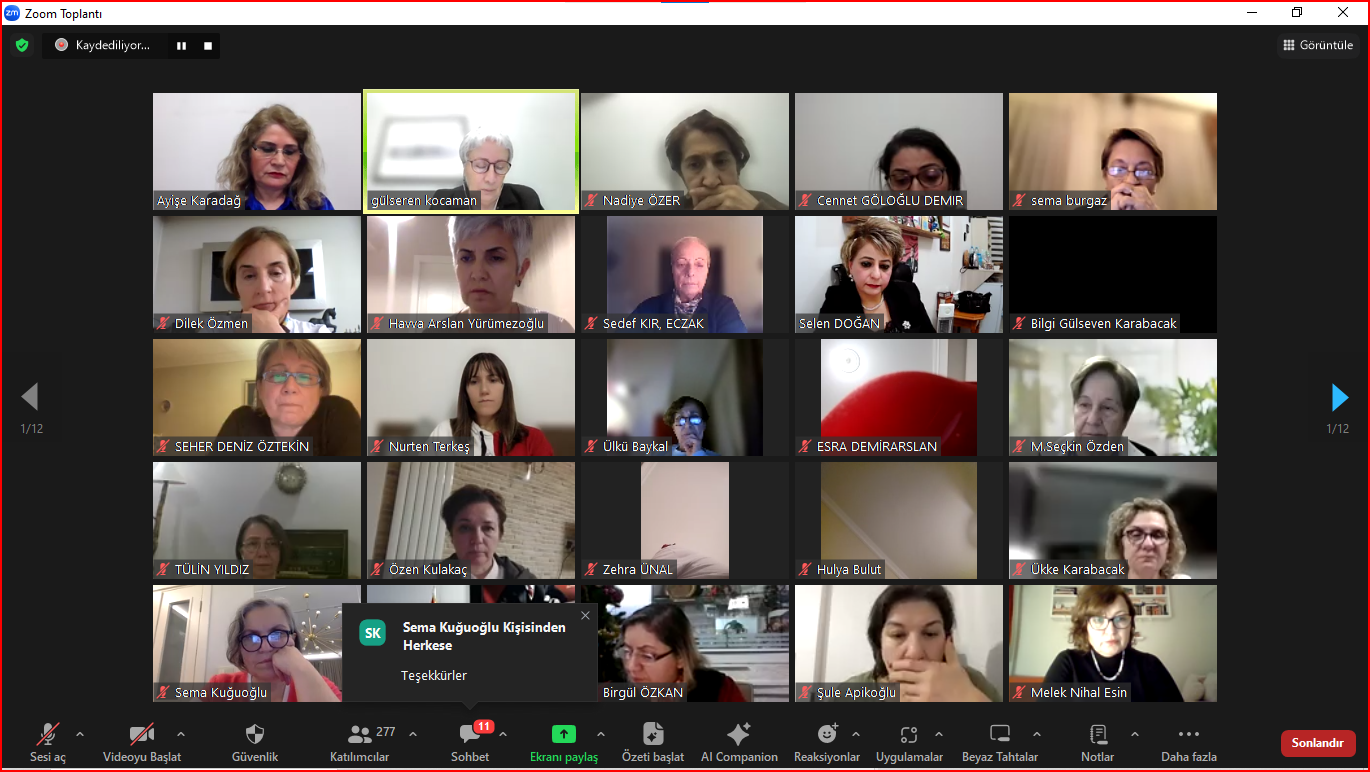 zm Zoom Toplantı
Kaydediliyor...
Görüntüle
Ayişe Karadağ
gülseren kocaman
Nadiye ÖZER
Cennet GÖLOĞLU DEMİR
sema burgaz
Dilek Özmen
Havva Arslan Yürümezoğlu
Sedef KIR, ECZAK
Selen DOĞAN
Bilgi Gülseven Karabacak
1/12
1/12
SEHER DENİZ ÖZTEKİN
Nurten Terkeş
Ülkü Baykal
ESRA DEMİRARSLAN
M.Seçkin Özden
TÜLİN YILDIZ
Özen Kulakaç
Zehra ÜNAL
Hulya Bulut
Ükke Karabacak
Sema Kuğuoğlu
SK
Sema Kuğuoğlu Kişisinden
Herkese
Teşekkürler
Birgül ÖZKAN
Şule Apikoğlu
Melek Nihal Esin
277
11
Sesi aç
Videoyu Başlat
Güvenlik
Katılımcılar
Sohbet
Ekranı paylaş
Özeti başlat
AI Companion
Reaksiyonlar
Uygulamalar
Beyaz Tahtalar
Notlar
Daha fazla
Sonlandır